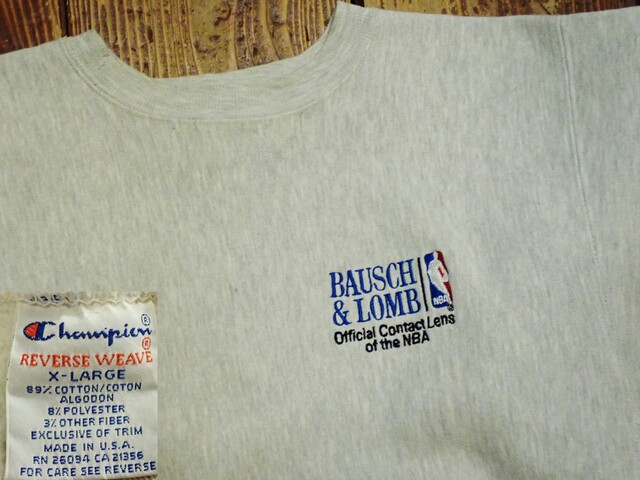 BAUSCH
& LOMB
NBA
Official Contact Lens
of the NBA
Champion®
REVERSE WEAVE®
X-LARGE
89% COTTON/COTON
ALGODON
8% POLYESTER
3% OTHER FIBER
EXCLUSIVE OF TRIM
MADE IN U.S.A.
RN 26094 CA 21356
FOR CARE SEE REVERSE